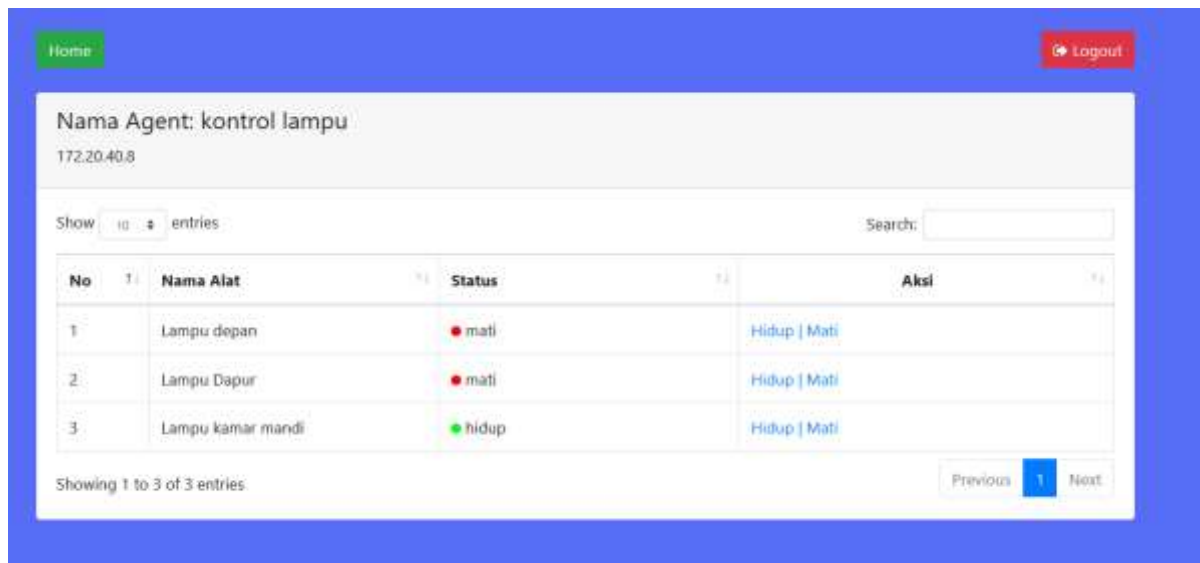 Home
Logout
Nama Agent: kontrol lampu
172.20.40.8
Show 10 entries
Search:
No Nama Alat Status Aksi
1 Lampu depan mati Hidup | Mati
2 Lampu Dapur mati Hidup | Mati
3 Lampu kamar mandi hidup Hidup | Mati
Showing 1 to 3 of 3 entries
Previous 1 Next